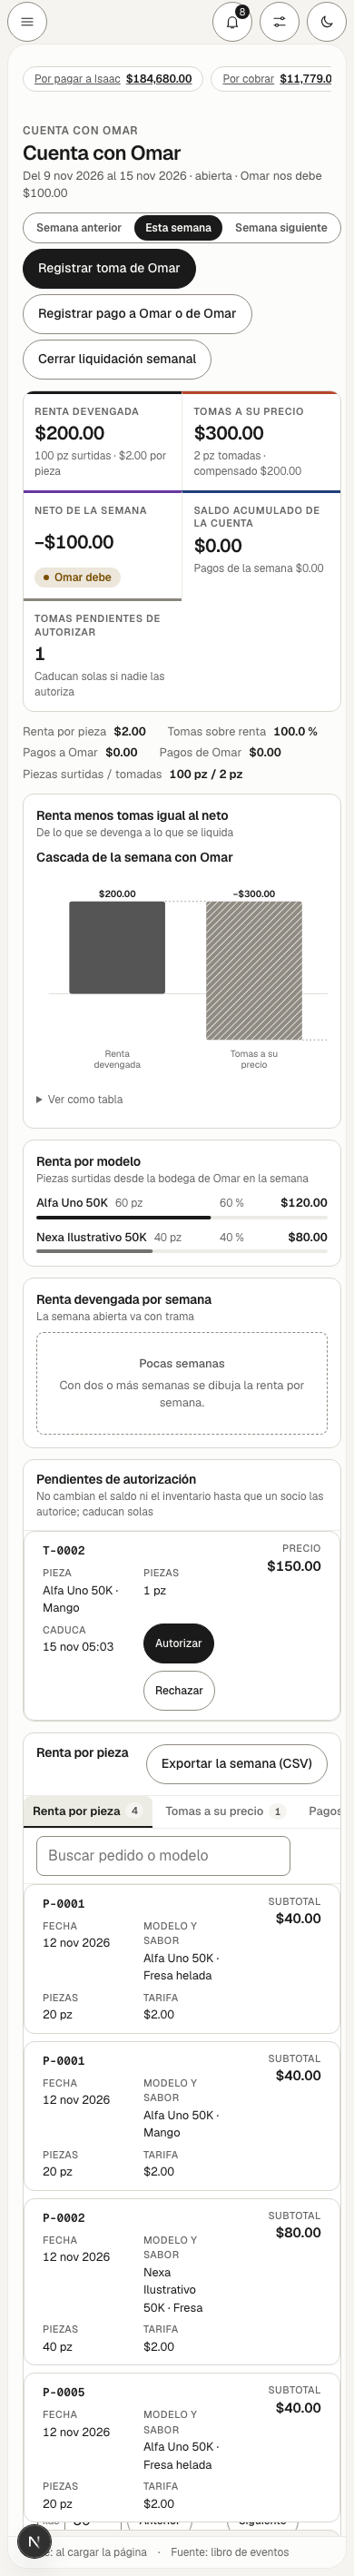 8
Por pagar a Isaac $184,680.00 Por cobrar $11,779.0
CUENTA CON OMAR
Cuenta con Omar
Del 9 nov 2026 al 15 nov 2026 · abierta · Omar nos debe
$100.00
Semana anterior Esta semana Semana siguiente
Registrar toma de Omar
Registrar pago a Omar o de Omar
Cerrar liquidación semanal
RENTA DEVENGADA
$200.00
100 pz surtidas · $2.00 por
pieza
TOMAS A SU PRECIO
$300.00
2 pz tomadas ·
compensado $200.00
NETO DE LA SEMANA
−$100.00
Omar debe
SALDO ACUMULADO DE
LA CUENTA
$0.00
Pagos de la semana $0.00
TOMAS PENDIENTES DE
AUTORIZAR
1
Caducan solas si nadie las
autoriza
Renta por pieza $2.00 Tomas sobre renta 100.0 %
Pagos a Omar $0.00 Pagos de Omar $0.00
Piezas surtidas / tomadas 100 pz / 2 pz
Renta menos tomas igual al neto
De lo que se devenga a lo que se liquida
Cascada de la semana con Omar
$200.00 −$300.00
Renta
devengada
Tomas a su
precio
Ver como tabla
Renta por modelo
Piezas surtidas desde la bodega de Omar en la semana
Alfa Uno 50K 60 pz 60 % $120.00
Nexa Ilustrativo 50K 40 pz 40 % $80.00
Renta devengada por semana
La semana abierta va con trama
Pocas semanas
Con dos o más semanas se dibuja la renta por
semana.
Pendientes de autorización
No cambian el saldo ni el inventario hasta que un socio las
autorice; caducan solas
T-0002
PRECIO
$150.00
PIEZA
Alfa Uno 50K ·
Mango
PIEZAS
1 pz
CADUCA
15 nov 05:03
Autorizar
Rechazar
Renta por pieza
Exportar la semana (CSV)
Renta por pieza 4 Tomas a su precio 1 Pagos
Buscar pedido o modelo
P-0001
SUBTOTAL
$40.00
FECHA
12 nov 2026
MODELO Y
SABOR
Alfa Uno 50K ·
Fresa helada
PIEZAS
20 pz
TARIFA
$2.00
P-0001
SUBTOTAL
$40.00
FECHA
12 nov 2026
MODELO Y
SABOR
Alfa Uno 50K ·
Mango
PIEZAS
20 pz
TARIFA
$2.00
P-0002
SUBTOTAL
$80.00
FECHA
12 nov 2026
MODELO Y
SABOR
Nexa
Ilustrativo
50K · Fresa
PIEZAS
40 pz
TARIFA
$2.00
P-0005
SUBTOTAL
$40.00
FECHA
12 nov 2026
MODELO Y
SABOR
Alfa Uno 50K ·
Fresa helada
PIEZAS
20 pz
TARIFA
$2.00
N
al cargar la página · Fuente: libro de eventos